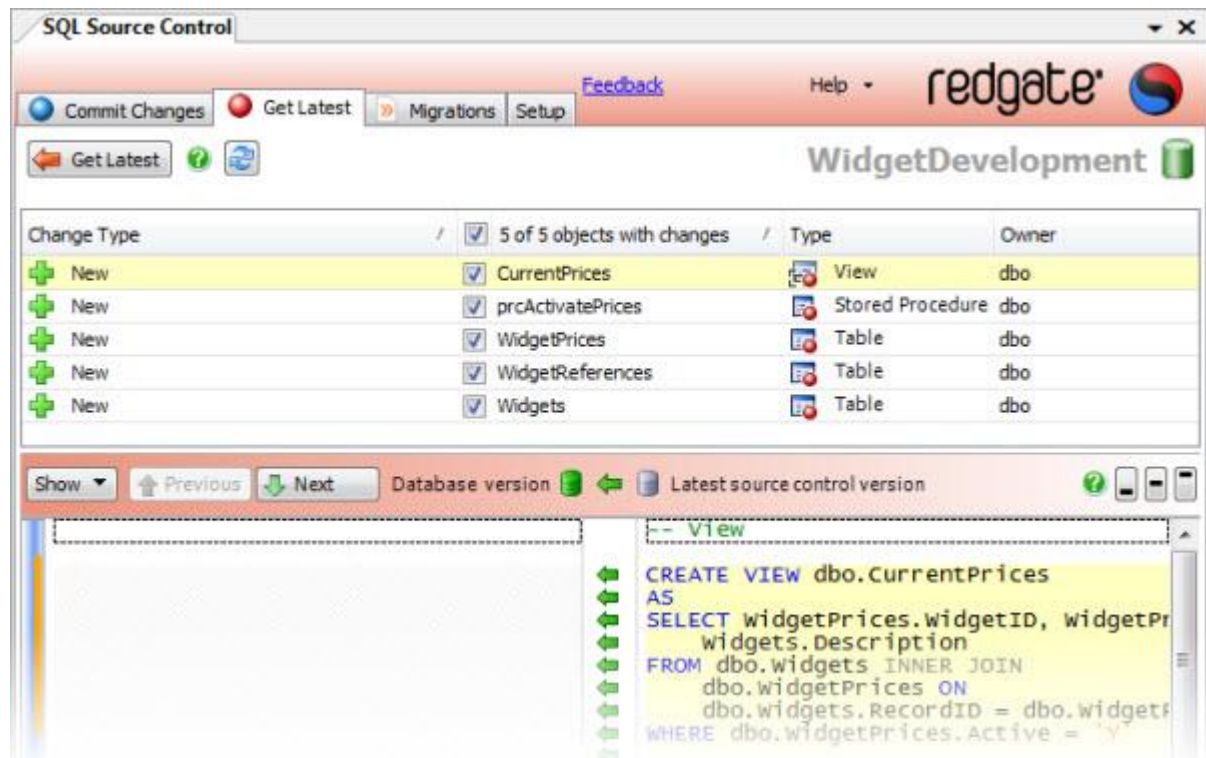 SQL Source Control
Feedback Help redgate
Commit Changes Get Latest Migrations Setup
Get Latest WidgetDevelopment
Change Type 5 of 5 objects with changes Type Owner
New CurrentPrices View dbo
New prcActivatePrices Stored Procedure dbo
New WidgetPrices Table dbo
New WidgetReferences Table dbo
New Widgets Table dbo
Show Previous Next Database version Latest source control version
-- View
CREATE VIEW dbo.CurrentPrices
AS
SELECT WidgetPrices.WidgetID, WidgetPr
Widgets.Description
FROM dbo.Widgets INNER JOIN
dbo.WidgetPrices ON
dbo.Widgets.RecordID = dbo.WidgetP
WHERE dbo.WidgetPrices.Active = 'Y'